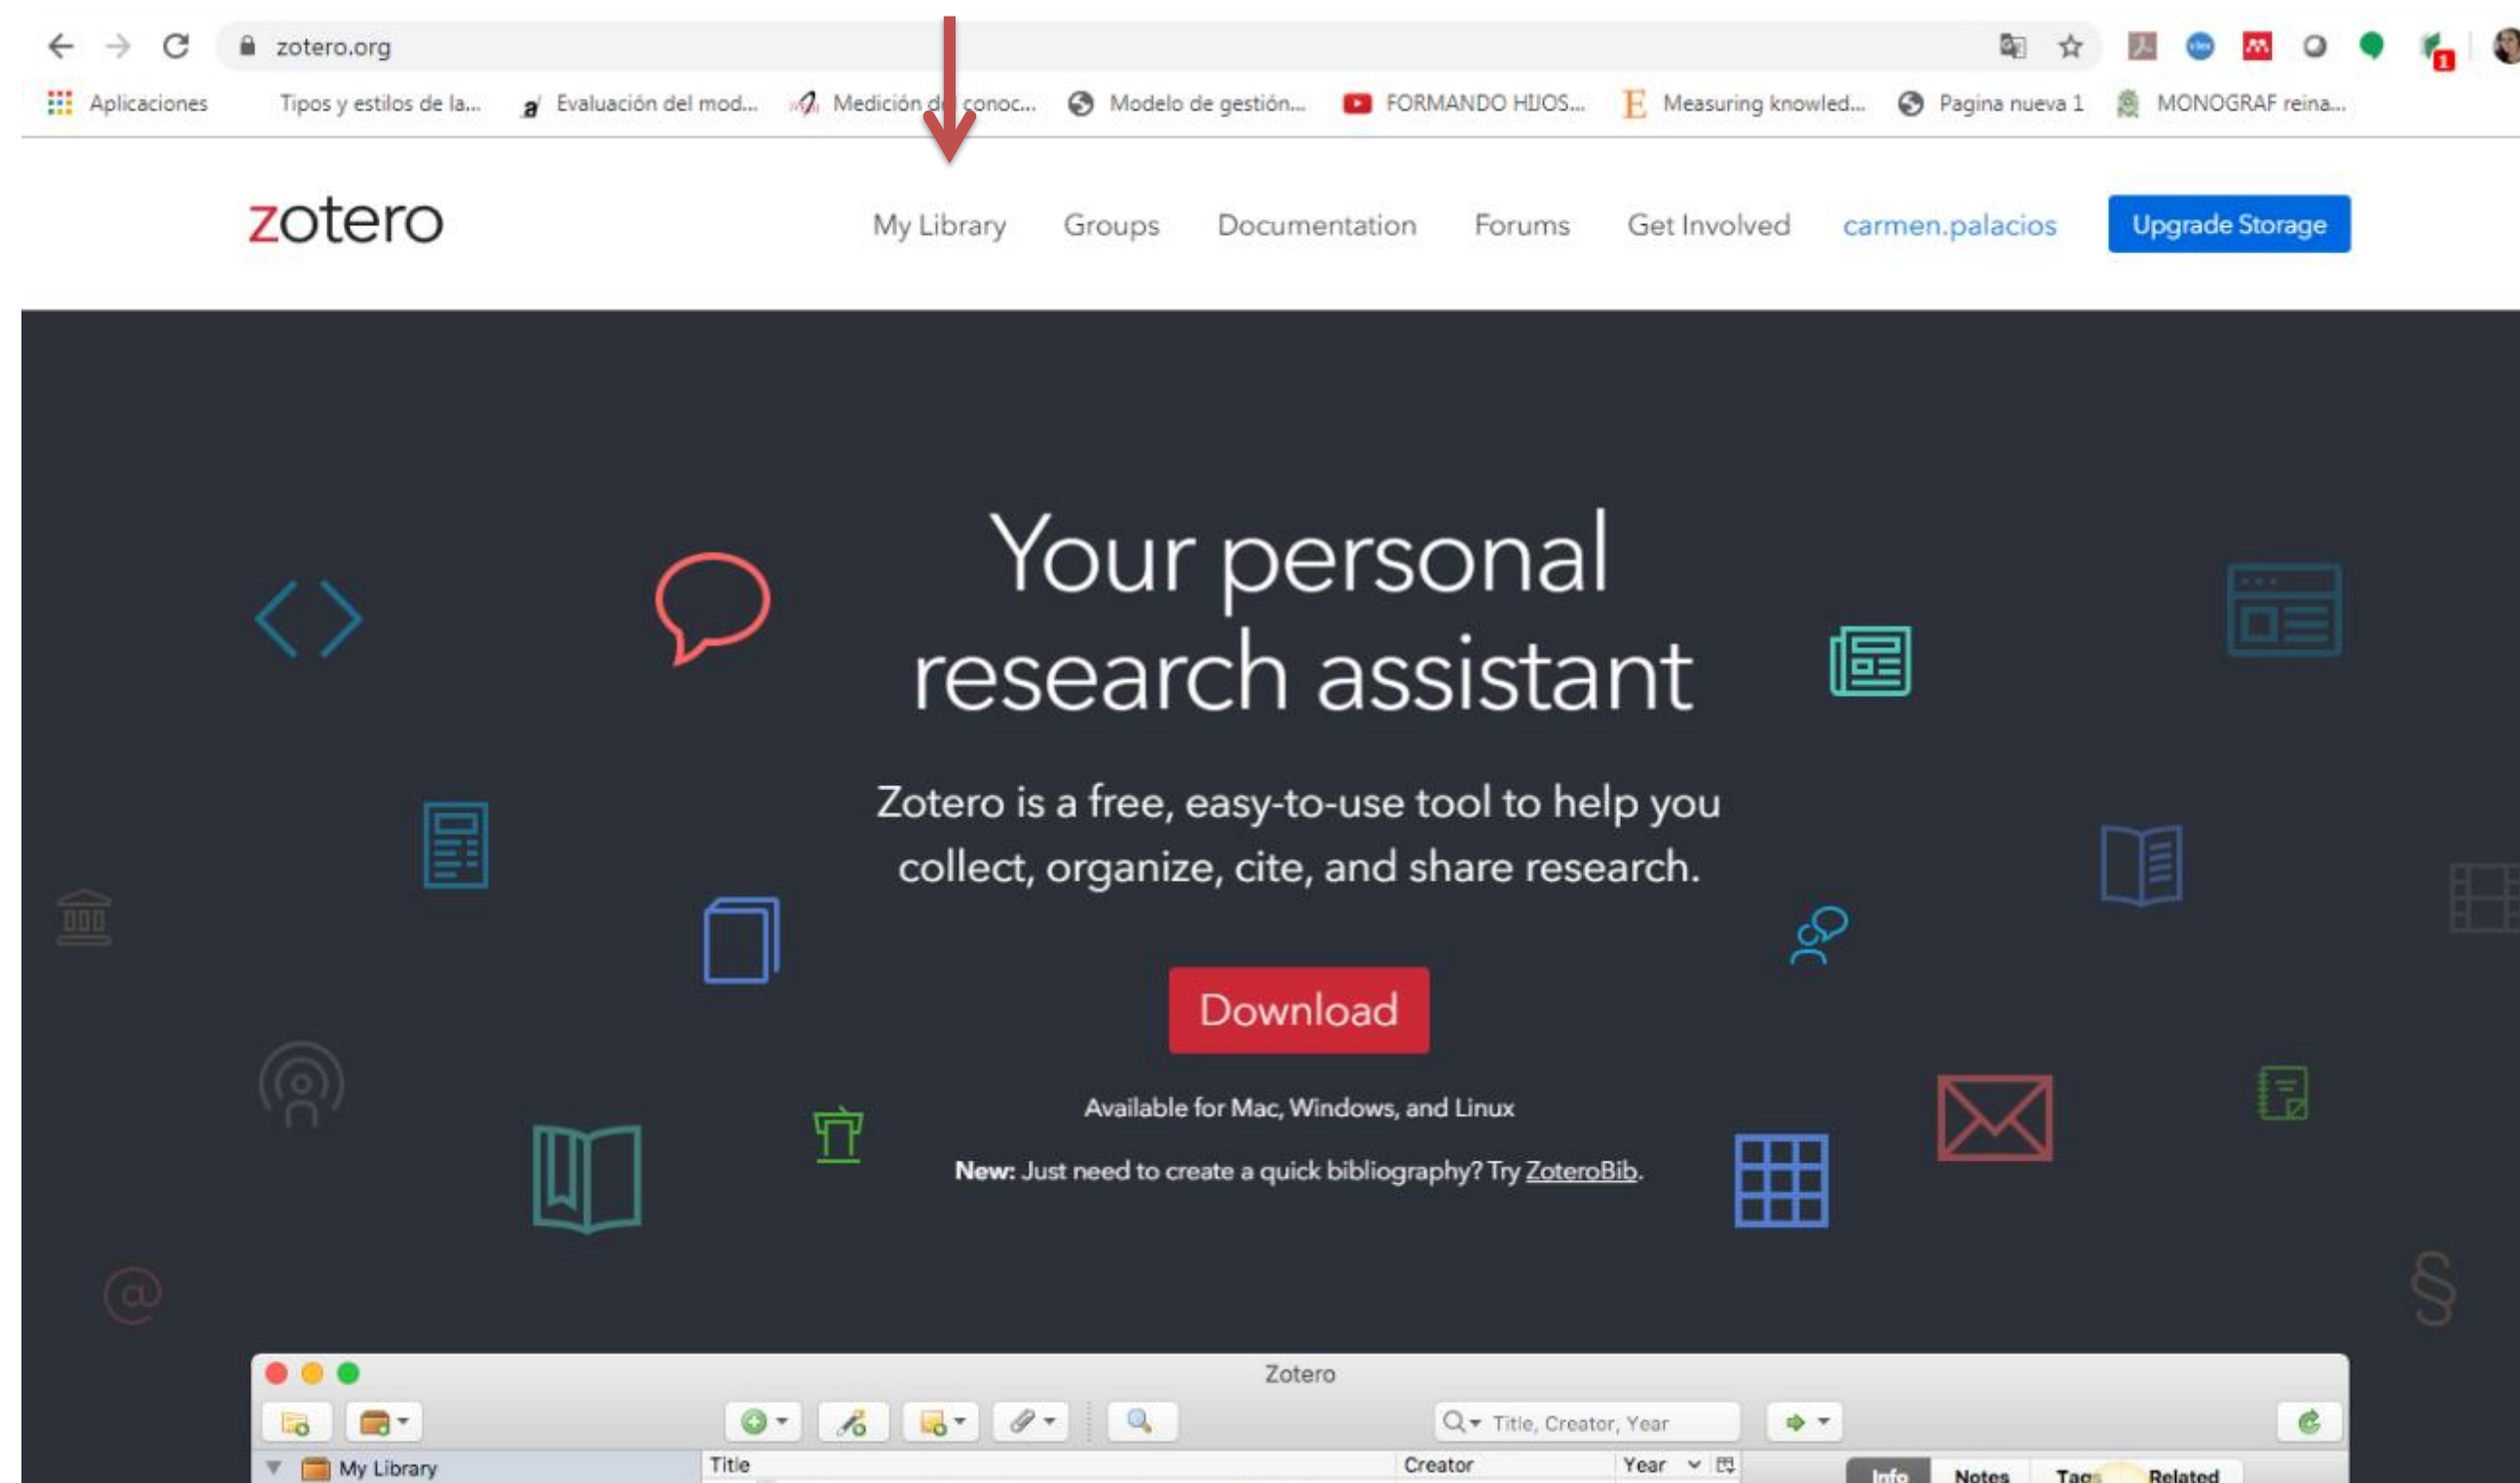 zotero.org
1
Aplicaciones Tipos y estilos de la... a Evaluación del mod... Medición del conoc... Modelo de gestión... FORMANDO HIJOS... E Measuring knowled... Pagina nueva 1 MONOGRAF reina...
zotero My Library Groups Documentation Forums Get Involved carmen.palacios Upgrade Storage
Your personal
research assistant
Zotero is a free, easy-to-use tool to help you
collect, organize, cite, and share research.
Download
Available for Mac, Windows, and Linux
New: Just need to create a quick bibliography? Try ZoteroBib.
@
§
Zotero
Title, Creator, Year
My Library Title Creator Year Info Notes Tags Related